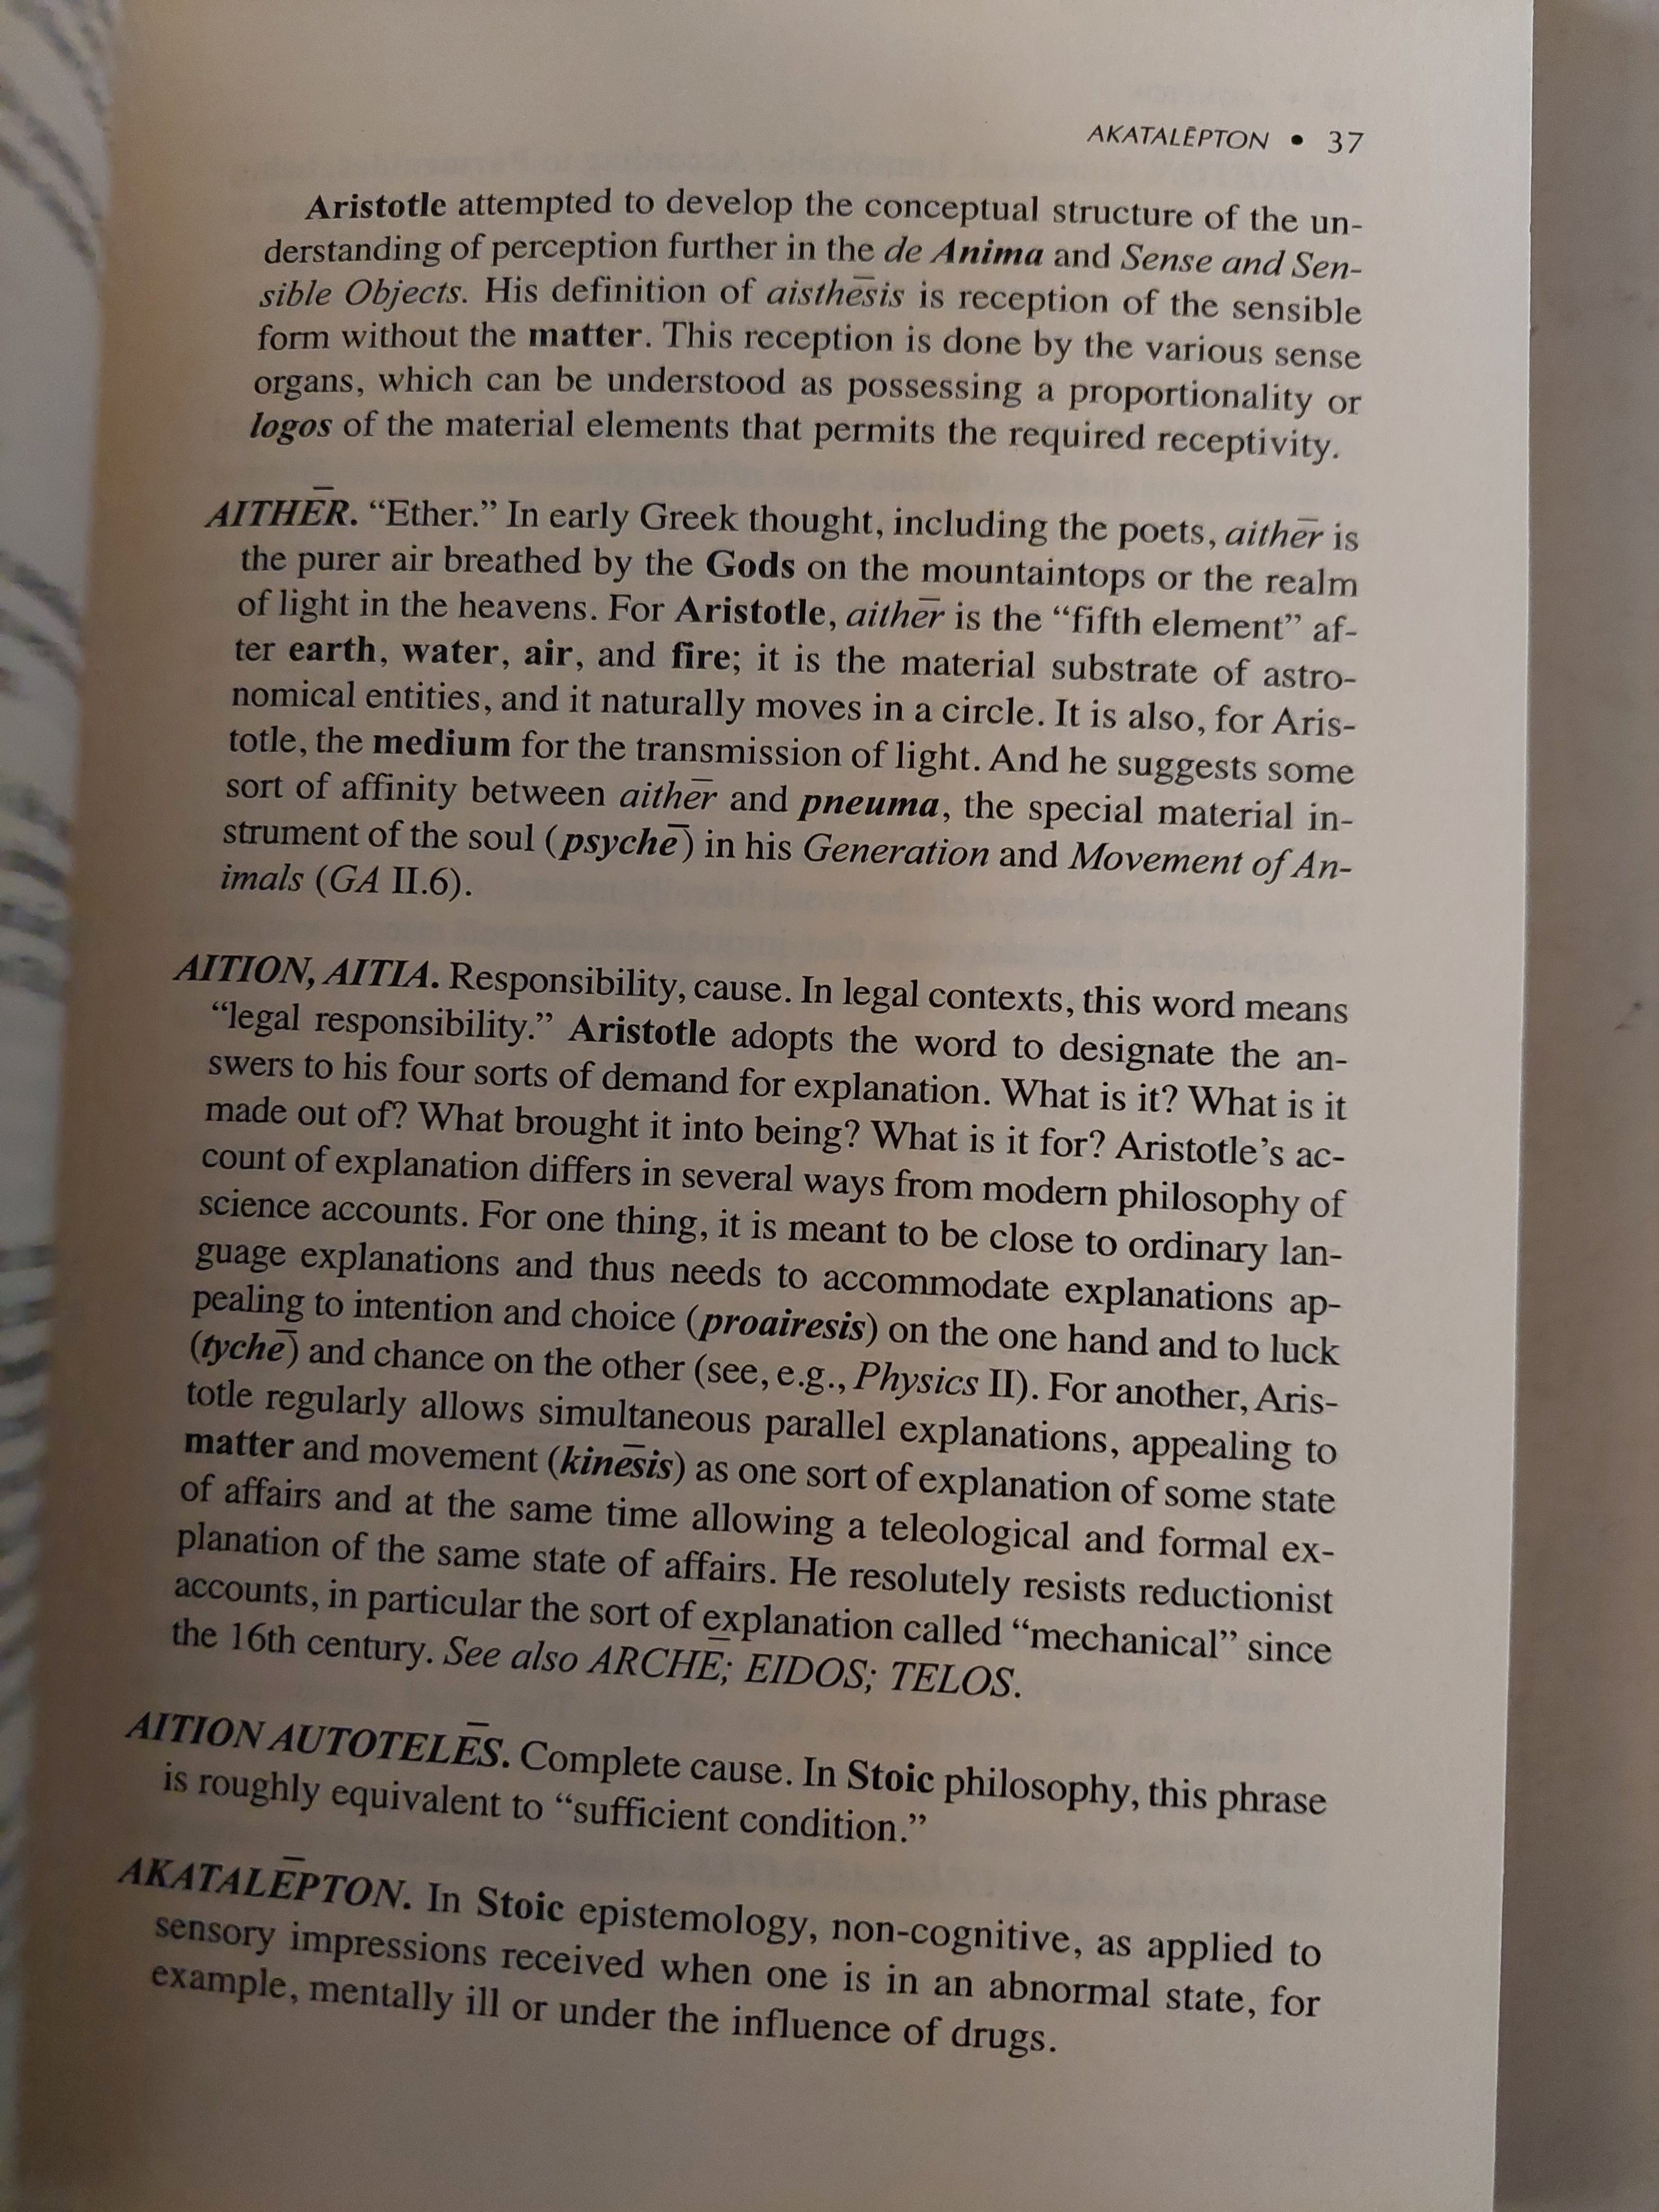 AKATALĒPTON • 37
Aristotle attempted to develop the conceptual structure of the un-
derstanding of perception further in the de Anima and Sense and Sen-
sible Objects. His definition of aisthēsis is reception of the sensible
form without the matter. This reception is done by the various sense
organs, which can be understood as possessing a proportionality or
logos of the material elements that permits the required receptivity.
AITHĒR. “Ether.” In early Greek thought, including the poets, aithēr is
the purer air breathed by the Gods on the mountaintops or the realm
of light in the heavens. For Aristotle, aithēr is the “fifth element” af-
ter earth, water, air, and fire; it is the material substrate of astro-
nomical entities, and it naturally moves in a circle. It is also, for Aris-
totle, the medium for the transmission of light. And he suggests some
sort of affinity between aithēr and pneuma, the special material in-
strument of the soul (psychē) in his Generation and Movement of An-
imals (GA II.6).
AITION, AITIA. Responsibility, cause. In legal contexts, this word means
“legal responsibility.” Aristotle adopts the word to designate the an-
swers to his four sorts of demand for explanation. What is it? What is it
made out of? What brought it into being? What is it for? Aristotle’s ac-
count of explanation differs in several ways from modern philosophy of
science accounts. For one thing, it is meant to be close to ordinary lan-
guage explanations and thus needs to accommodate explanations ap-
pealing to intention and choice (proairesis) on the one hand and to luck
(tychē) and chance on the other (see, e.g., Physics II). For another, Aris-
totle regularly allows simultaneous parallel explanations, appealing to
matter and movement (kinēsis) as one sort of explanation of some state
of affairs and at the same time allowing a teleological and formal ex-
planation of the same state of affairs. He resolutely resists reductionist
accounts, in particular the sort of explanation called “mechanical” since
the 16th century. See also ARCHĒ; EIDOS; TELOS.
AITION AUTOTELĒS. Complete cause. In Stoic philosophy, this phrase
is roughly equivalent to “sufficient condition.”
AKATALĒPTON. In Stoic epistemology, non-cognitive, as applied to
sensory impressions received when one is in an abnormal state, for
example, mentally ill or under the influence of drugs.